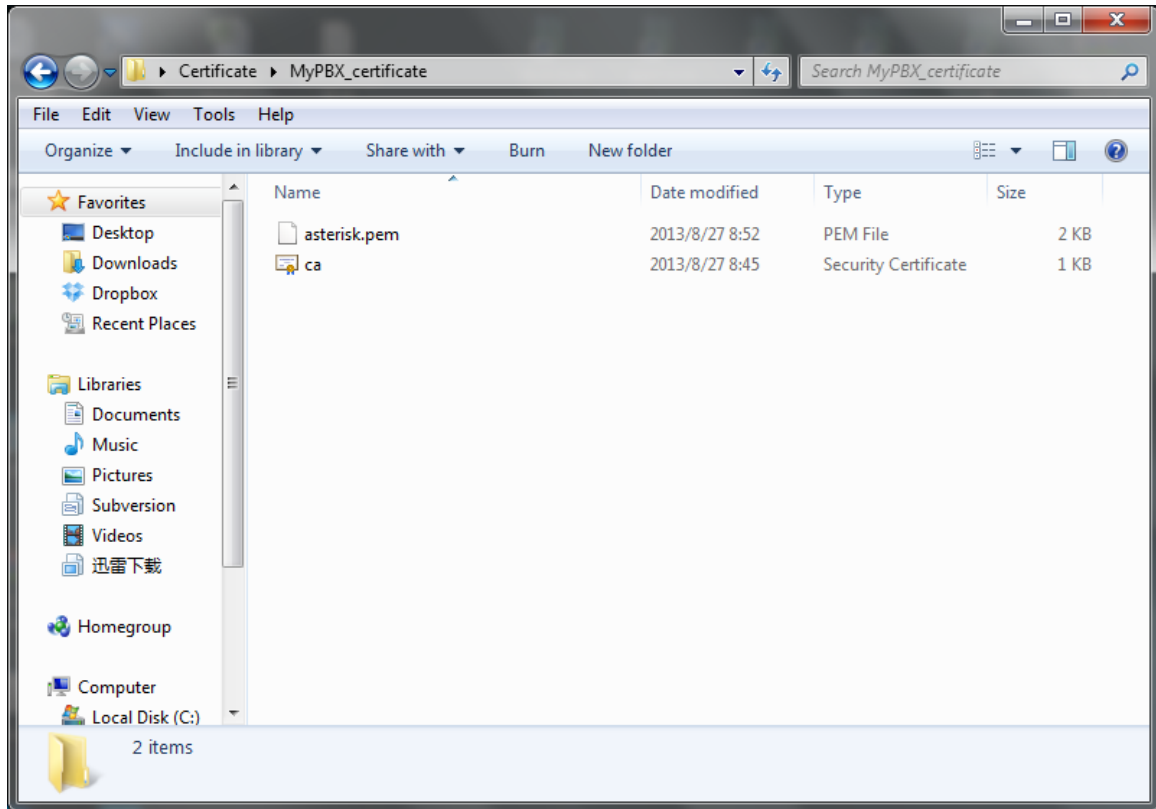 Certificate MyPBX_certificate Search MyPBX_certificate
File Edit View Tools Help
Organize Include in library Share with Burn New folder
Name Date modified Type Size
asterisk.pem 2013/8/27 8:52 PEM File 2 KB
ca 2013/8/27 8:45 Security Certificate 1 KB
Favorites
Desktop
Downloads
Dropbox
Recent Places
Libraries
Documents
Music
Pictures
Subversion
Videos
迅雷下载
Homegroup
Computer
Local Disk (C:)
2 items